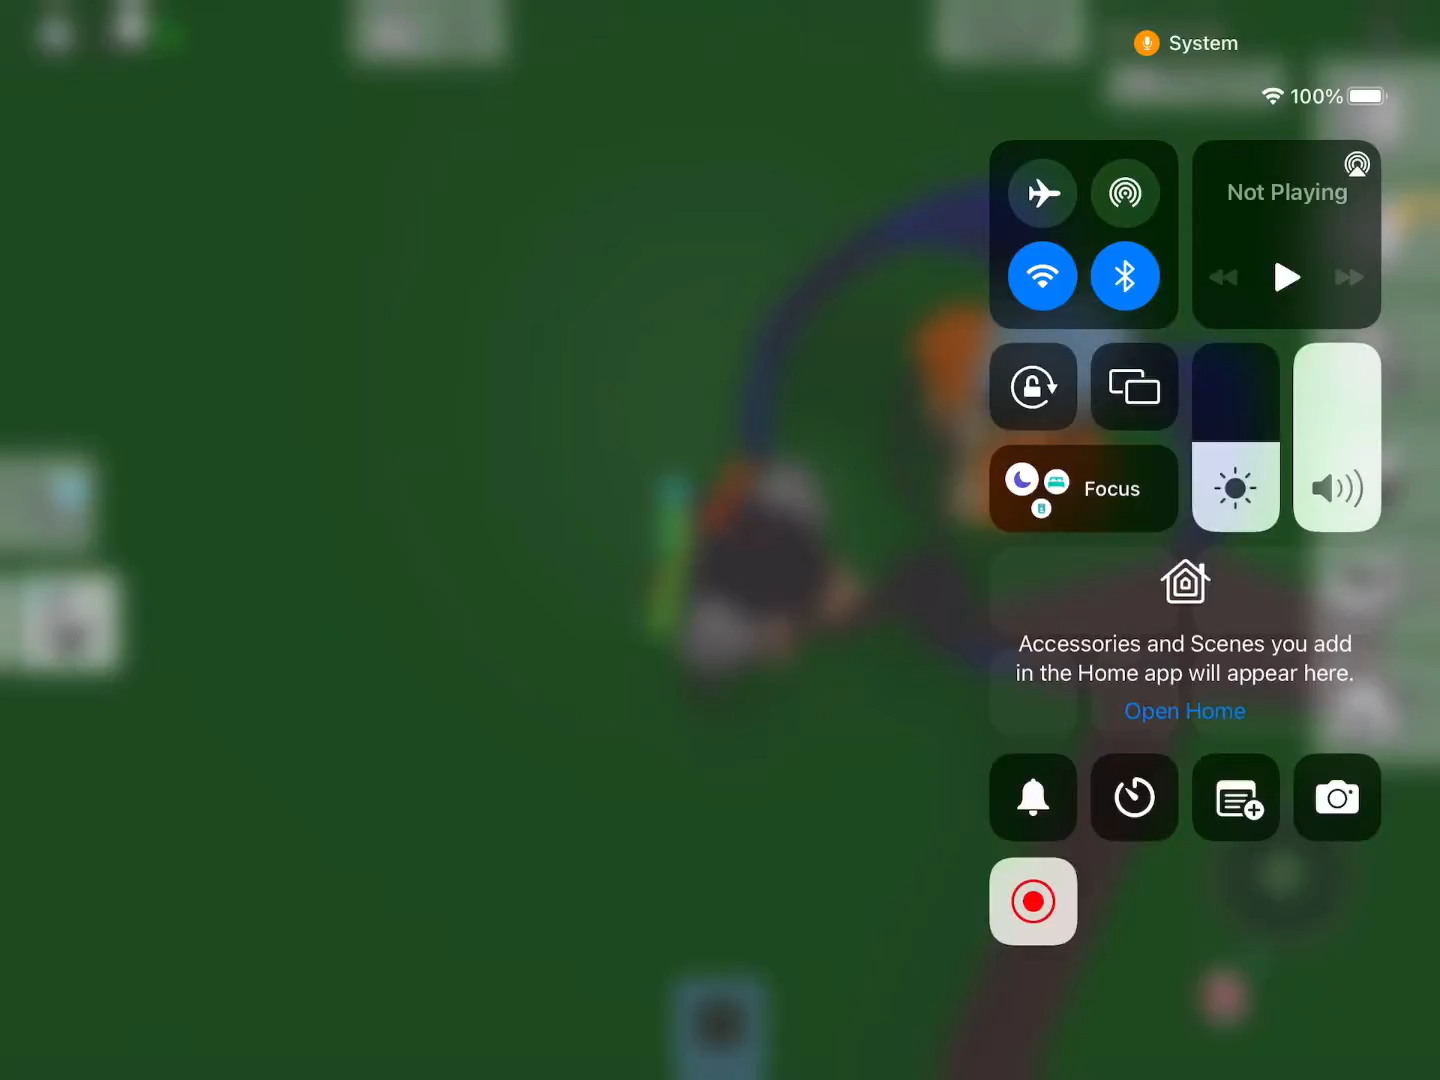 System
100%
Not Playing
Focus
Accessories and Scenes you add
in the Home app will appear here.
Open Home